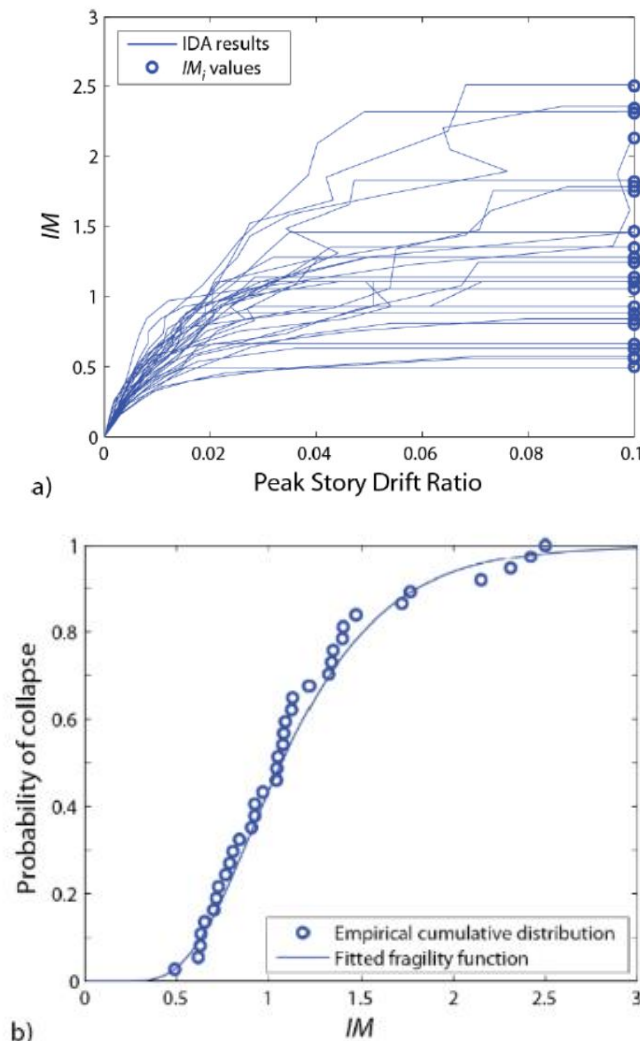 3
IDA results
IMi values
2.5
2
1.5
IM
1
0.5
0
0 0.02 0.04 0.06 0.08 0.1
a) Peak Story Drift Ratio
1
0.8
0.6
Probability of collapse
0.4
0.2
Empirical cumulative distribution
Fitted fragility function
0
0 0.5 1 1.5 2 2.5 3
b) IM